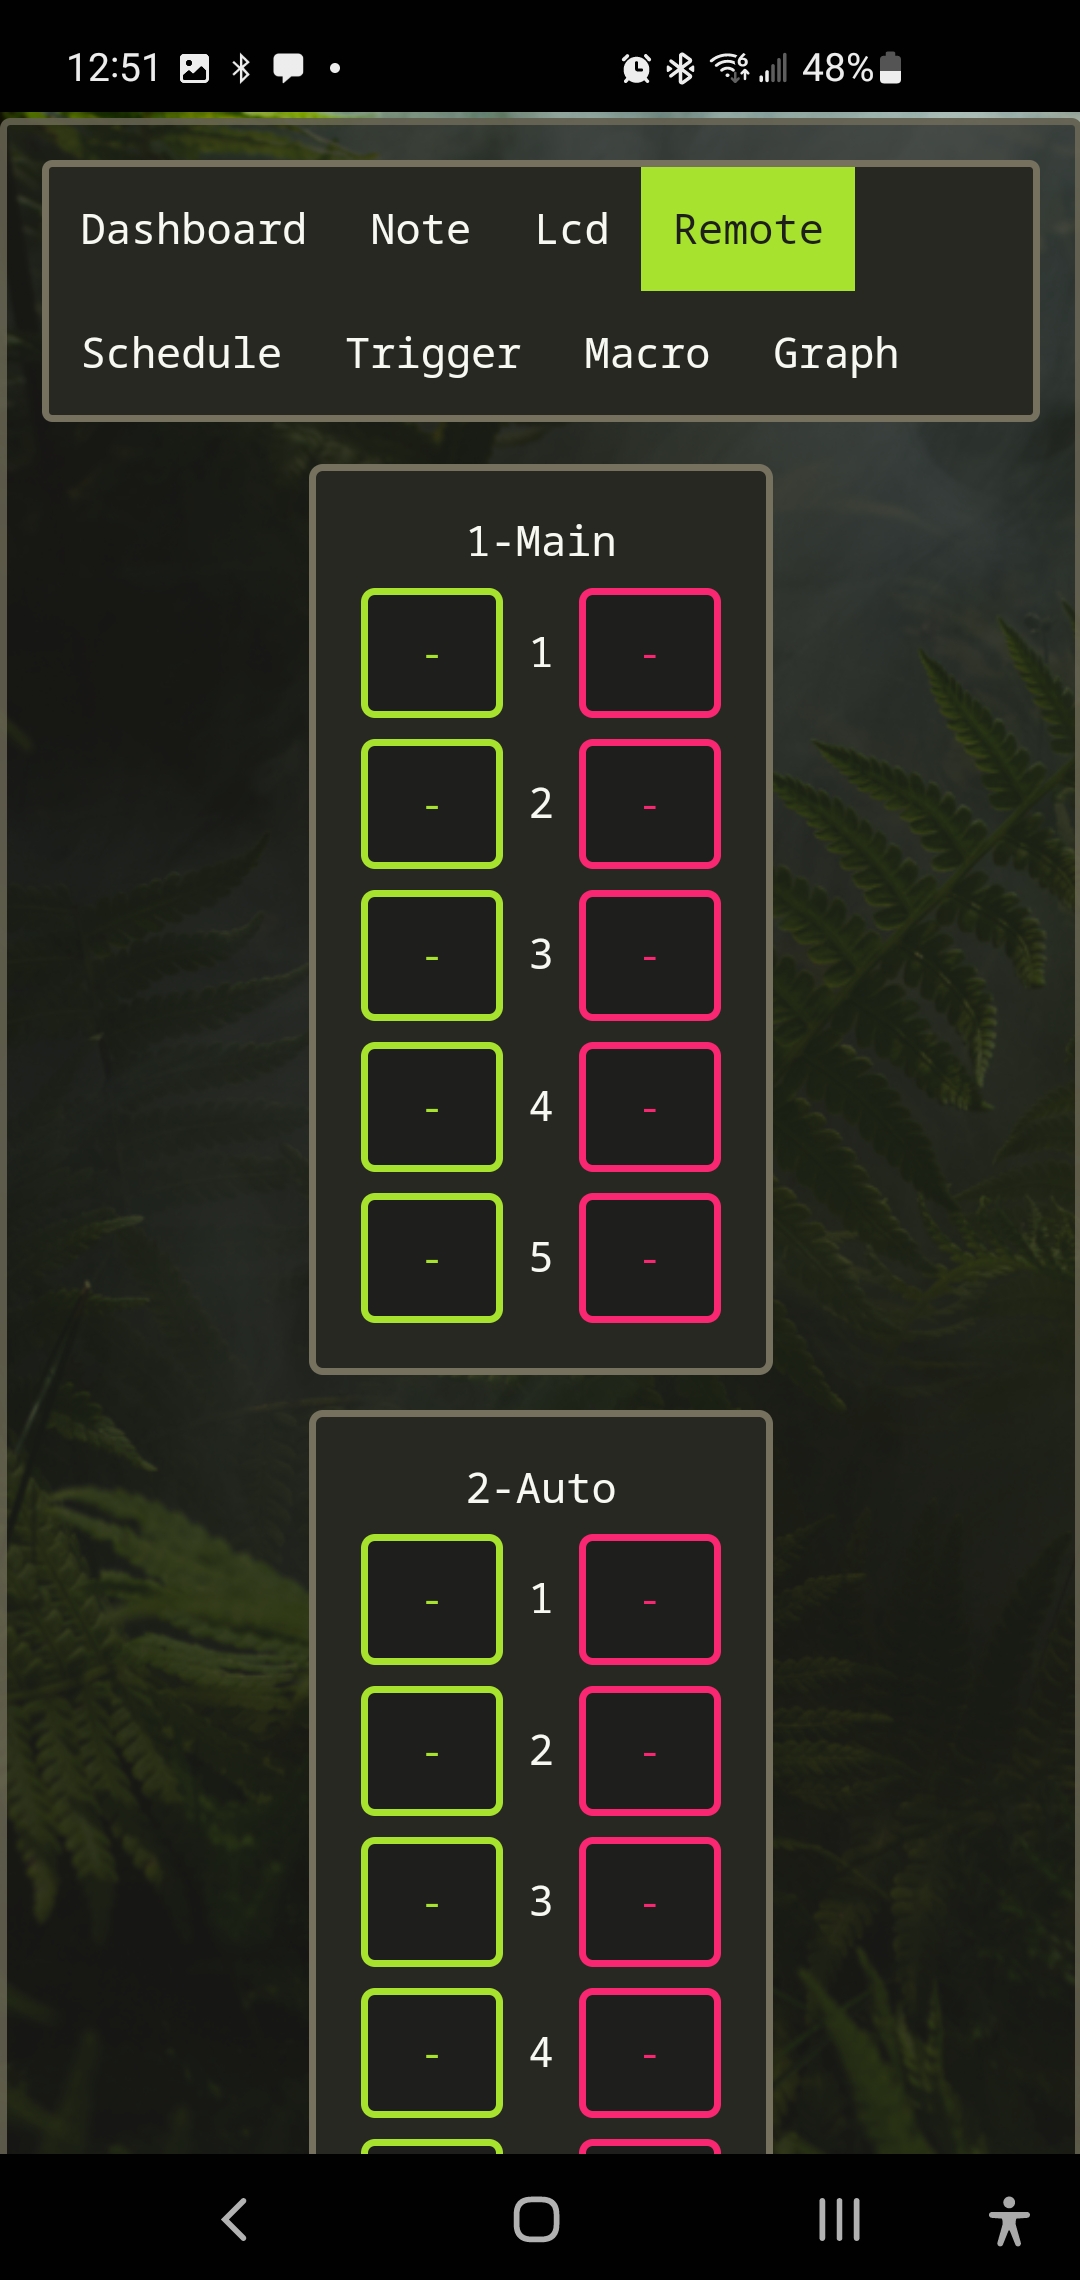 12:51 48%
Dashboard Note Lcd Remote
Schedule Trigger Macro Graph
1-Main
- 1 -
- 2 -
- 3 -
- 4 -
- 5 -
2-Auto
- 1 -
- 2 -
- 3 -
- 4 -